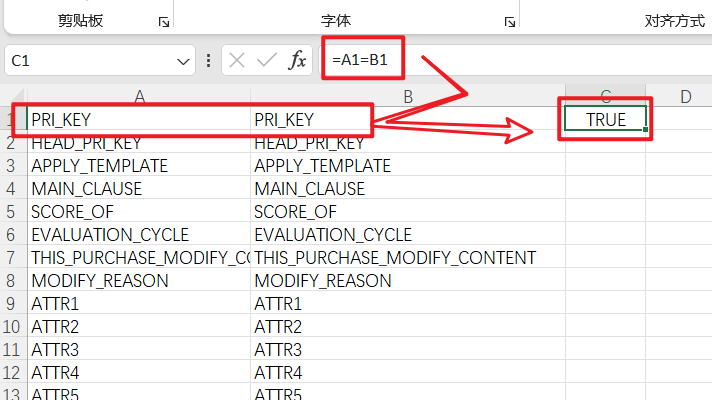 剪贴板 字体 对齐方式
C1 fx =A1=B1
A B C D
1 PRI_KEY PRI_KEY TRUE
2 HEAD_PRI_KEY HEAD_PRI_KEY
3 APPLY_TEMPLATE APPLY_TEMPLATE
4 MAIN_CLAUSE MAIN_CLAUSE
5 SCORE_OF SCORE_OF
6 EVALUATION_CYCLE EVALUATION_CYCLE
7 THIS_PURCHASE_MODIFY_CO THIS_PURCHASE_MODIFY_CONTENT
8 MODIFY_REASON MODIFY_REASON
9 ATTR1 ATTR1
10 ATTR2 ATTR2
11 ATTR3 ATTR3
12 ATTR4 ATTR4
13 ATTR5 ATTR5